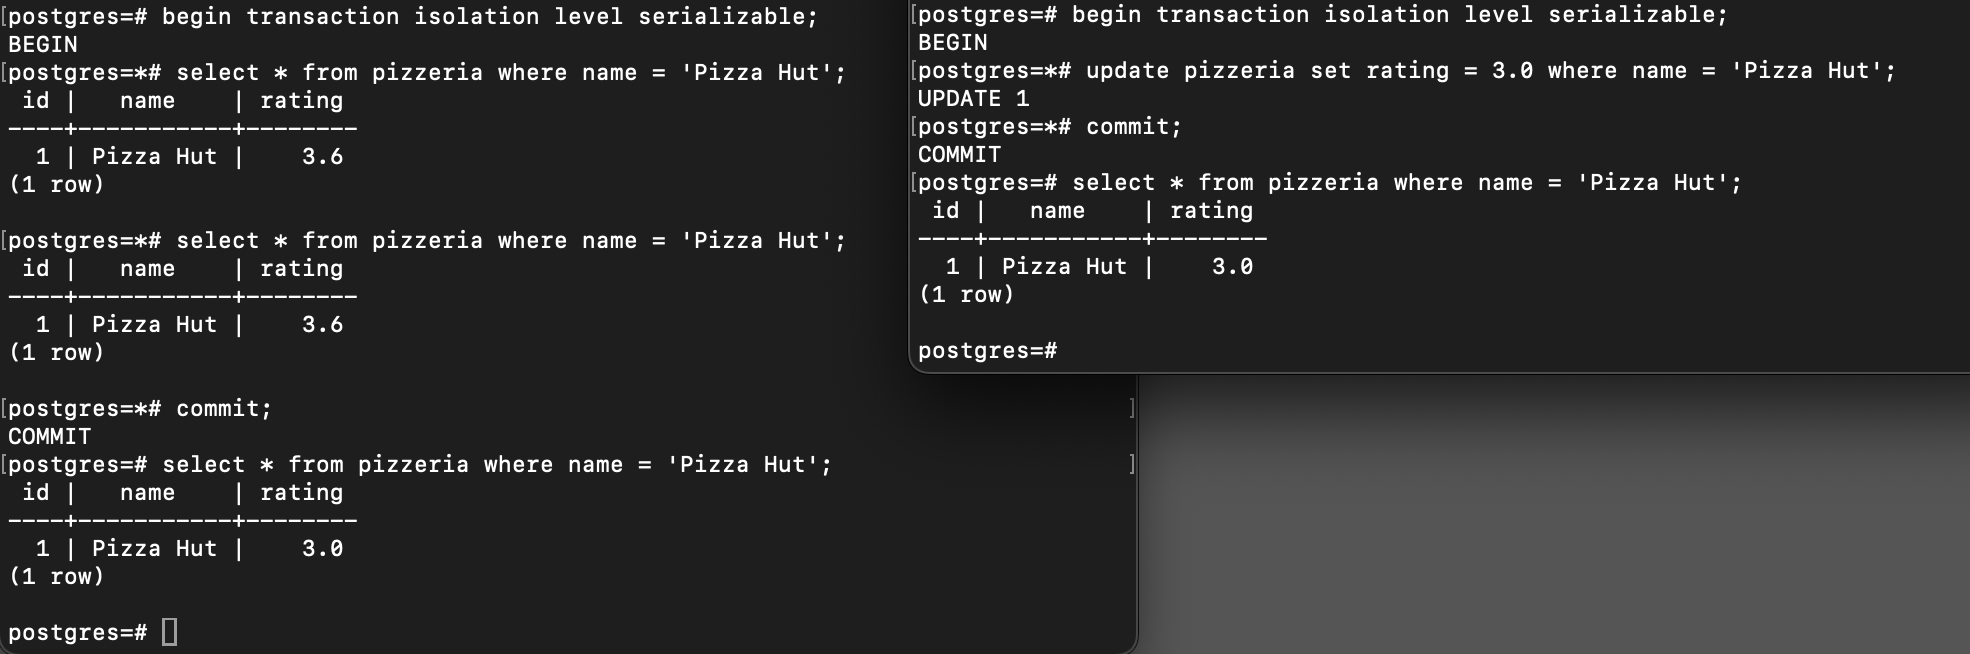 [postgres=# begin transaction isolation level serializable;
BEGIN
[postgres=*# select * from pizzeria where name = 'Pizza Hut';
 id |   name    | rating
----+-----------+--------
  1 | Pizza Hut |    3.6
(1 row)

[postgres=*# select * from pizzeria where name = 'Pizza Hut';
 id |   name    | rating
----+-----------+--------
  1 | Pizza Hut |    3.6
(1 row)

[postgres=*# commit; ]
COMMIT
[postgres=# select * from pizzeria where name = 'Pizza Hut'; ]
 id |   name    | rating
----+-----------+--------
  1 | Pizza Hut |    3.0
(1 row)

postgres=#

[postgres=# begin transaction isolation level serializable;
BEGIN
[postgres=*# update pizzeria set rating = 3.0 where name = 'Pizza Hut';
UPDATE 1
[postgres=*# commit;
COMMIT
[postgres=# select * from pizzeria where name = 'Pizza Hut';
 id |   name    | rating
----+-----------+--------
  1 | Pizza Hut |    3.0
(1 row)

postgres=#